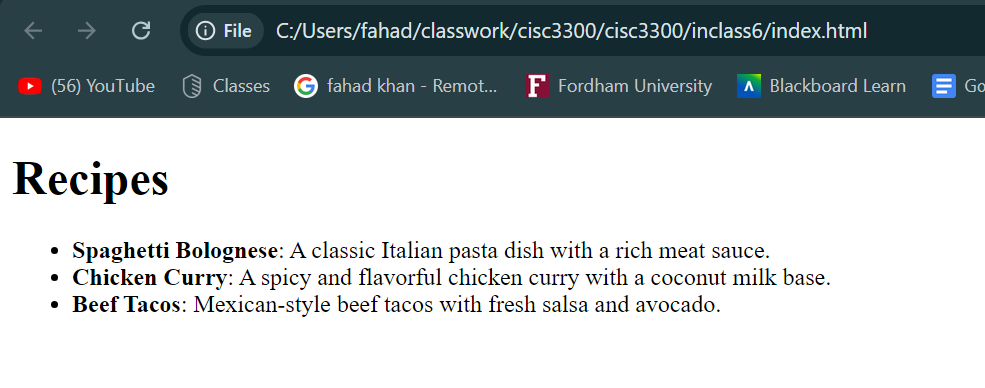 File C:/Users/fahad/classwork/cisc3300/cisc3300/inclass6/index.html
(56) YouTube Classes fahad khan - Remot... Fordham University Blackboard Learn Go
Recipes
• Spaghetti Bolognese: A classic Italian pasta dish with a rich meat sauce.
• Chicken Curry: A spicy and flavorful chicken curry with a coconut milk base.
• Beef Tacos: Mexican-style beef tacos with fresh salsa and avocado.